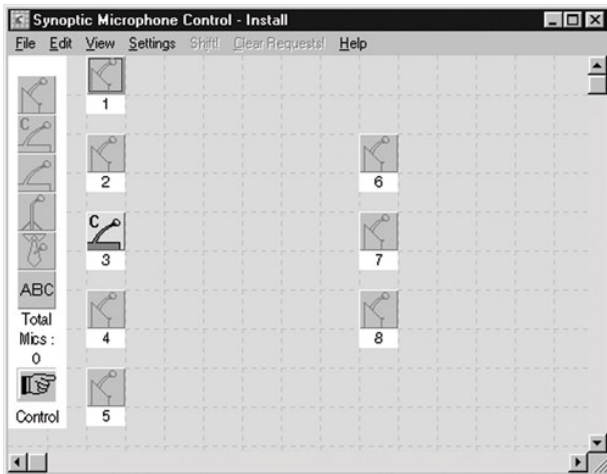 Synoptic Microphone Control - Install
File Edit View Settings Shift! Clear Requests! Help
1
2 6
C
3 7
4 8
5
C
ABC
Total
Mics :
0
Control